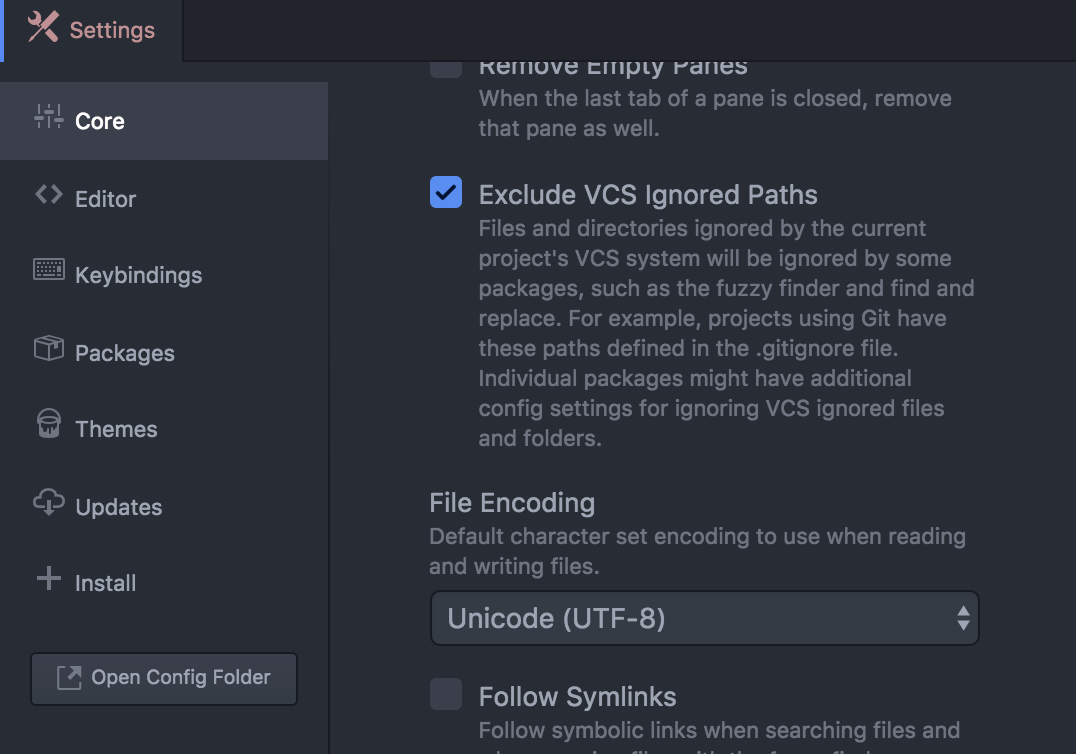 Settings
Core
Editor
Keybindings
Packages
Themes
Updates
Install
Open Config Folder
Remove Empty Panes
When the last tab of a pane is closed, remove
that pane as well.
Exclude VCS Ignored Paths
Files and directories ignored by the current
project's VCS system will be ignored by some
packages, such as the fuzzy finder and find and
replace. For example, projects using Git have
these paths defined in the .gitignore file.
Individual packages might have additional
config settings for ignoring VCS ignored files
and folders.
File Encoding
Default character set encoding to use when reading
and writing files.
Unicode (UTF-8)
Follow Symlinks
Follow symbolic links when searching files and